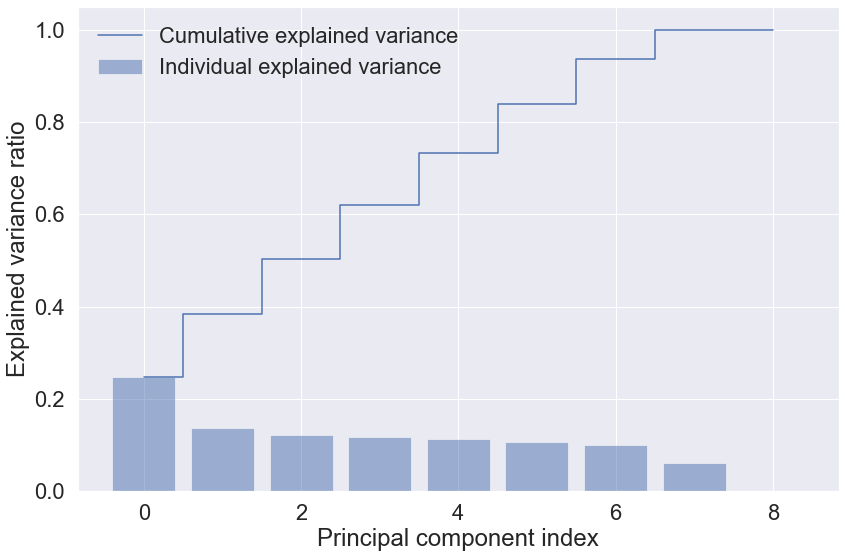 Cumulative explained variance
Individual explained variance
Explained variance ratio
1.0
0.8
0.6
0.4
0.2
0.0
0 2 4 6 8
Principal component index